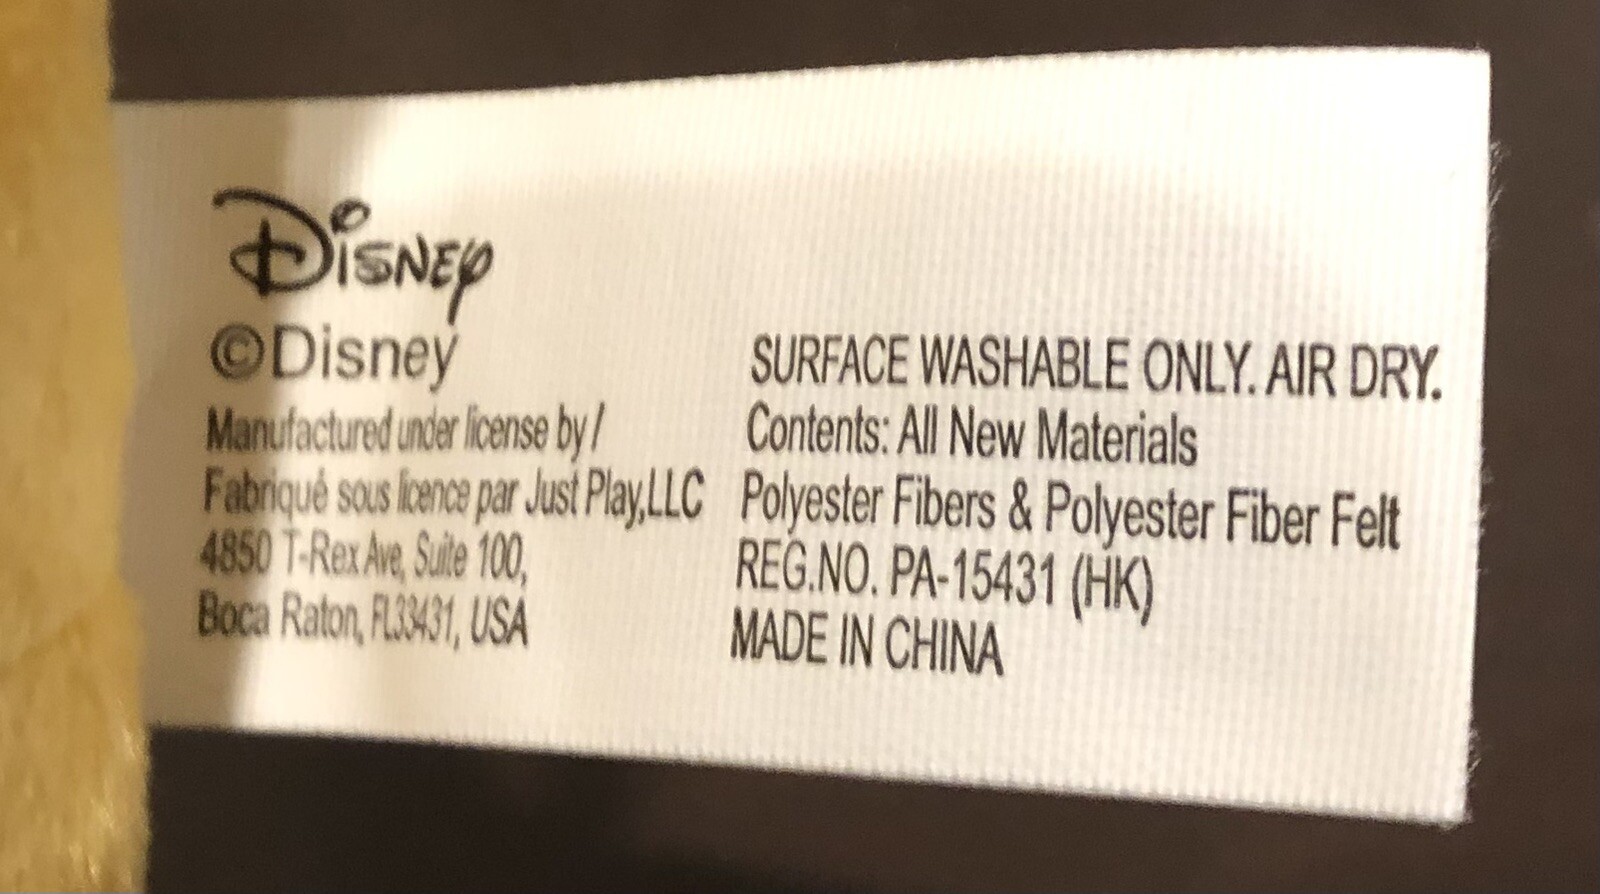 Disney
©Disney
Manufactured under license by /
Fabriqué sous licence par Just Play,LLC
4850 T-Rex Ave, Suite 100,
Boca Raton, FL33431, USA
SURFACE WASHABLE ONLY. AIR DRY.
Contents: All New Materials
Polyester Fibers & Polyester Fiber Felt
REG.NO. PA-15431 (HK)
MADE IN CHINA